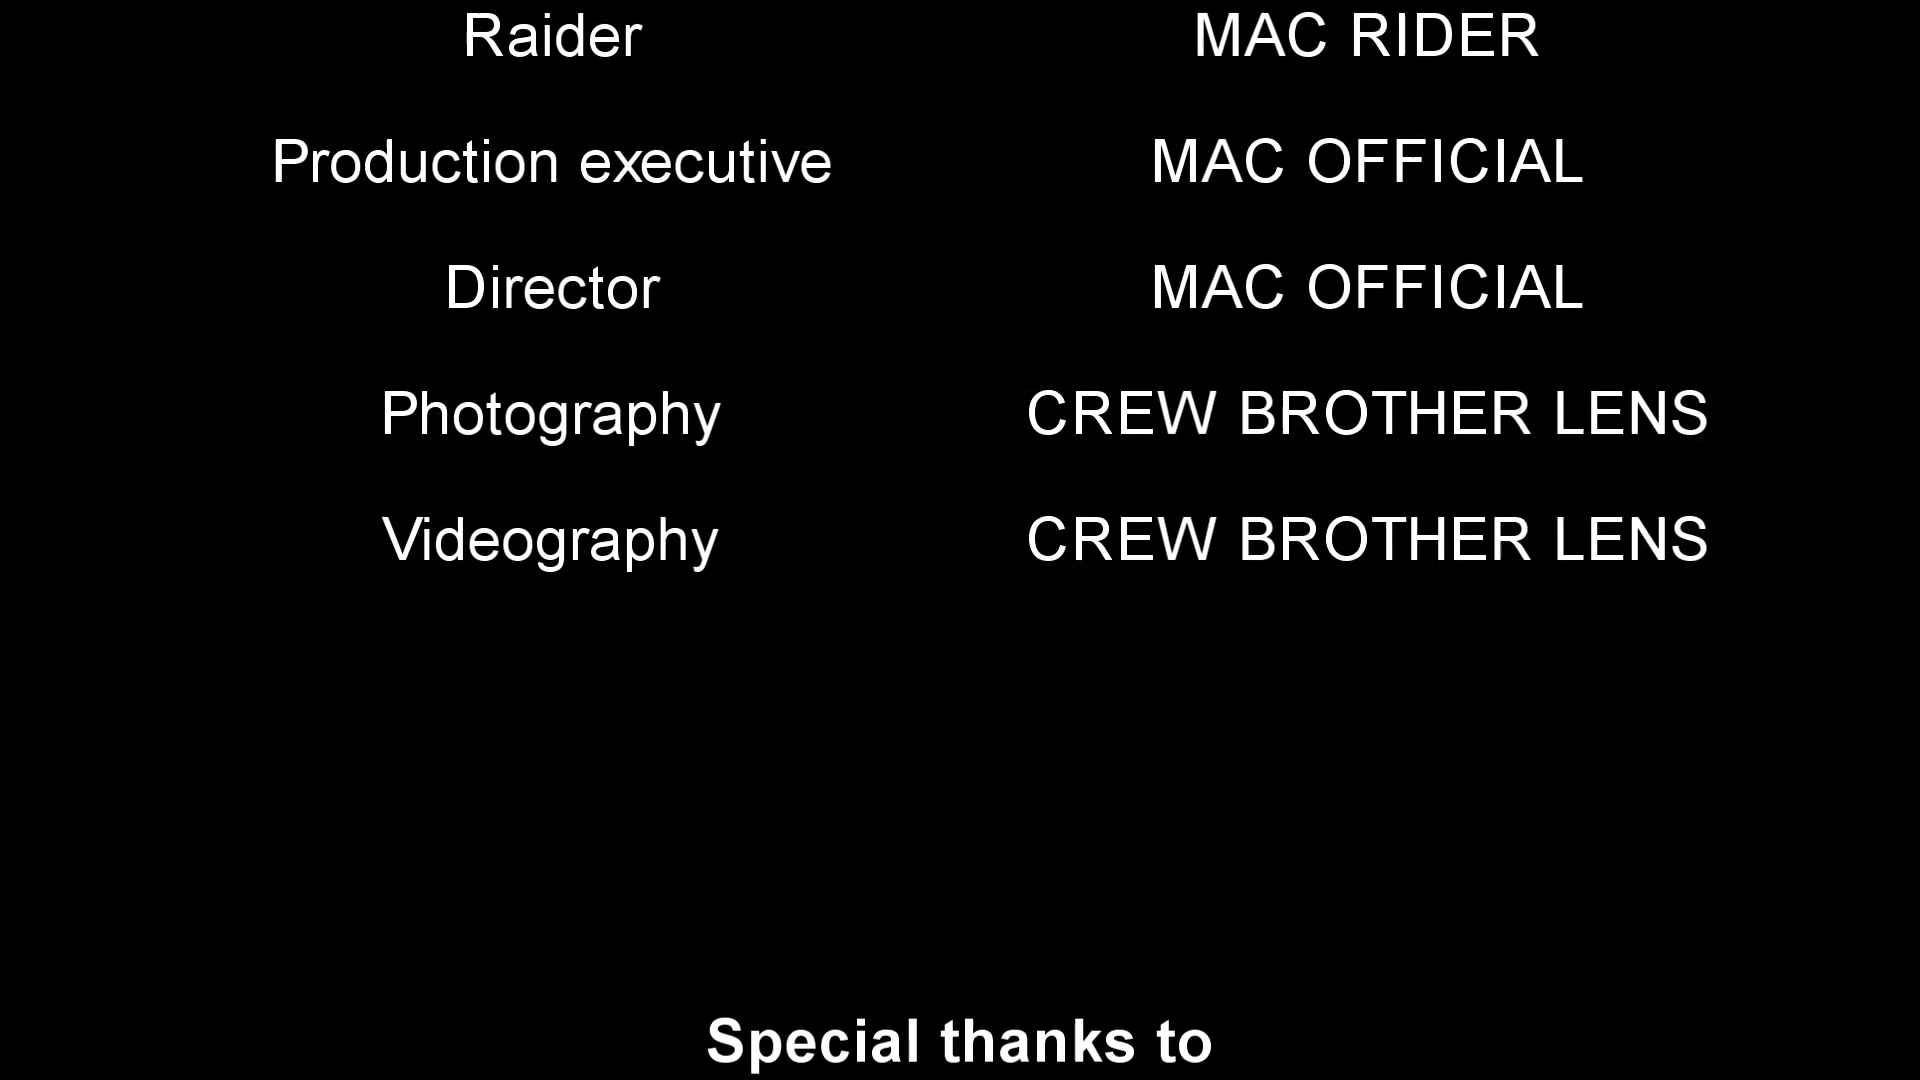 Raider MAC RIDER
Production executive MAC OFFICIAL
Director MAC OFFICIAL
Photography CREW BROTHER LENS
Videography CREW BROTHER LENS
Special thanks to